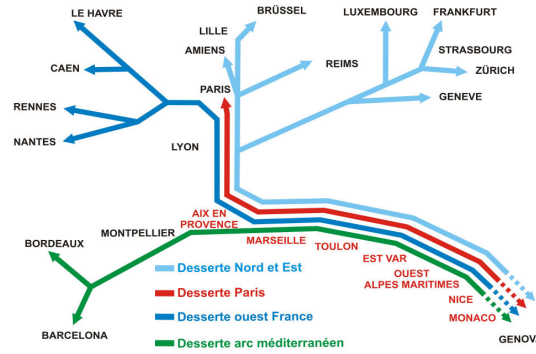 LE HAVRE
BRÜSSEL
LUXEMBOURG
FRANKFURT
LILLE
AMIENS
STRASBOURG
CAEN
REIMS
ZÜRICH
PARIS
GENEVE
RENNES
NANTES
LYON
AIX EN
PROVENCE
MONTPELLIER
MARSEILLE
BORDEAUX
TOULON
EST VAR
OUEST
ALPES MARITIMES
Desserte Nord et Est
Desserte Paris
NICE
Desserte ouest France
MONACO
BARCELONA
GENOVA
Desserte arc méditerranéen